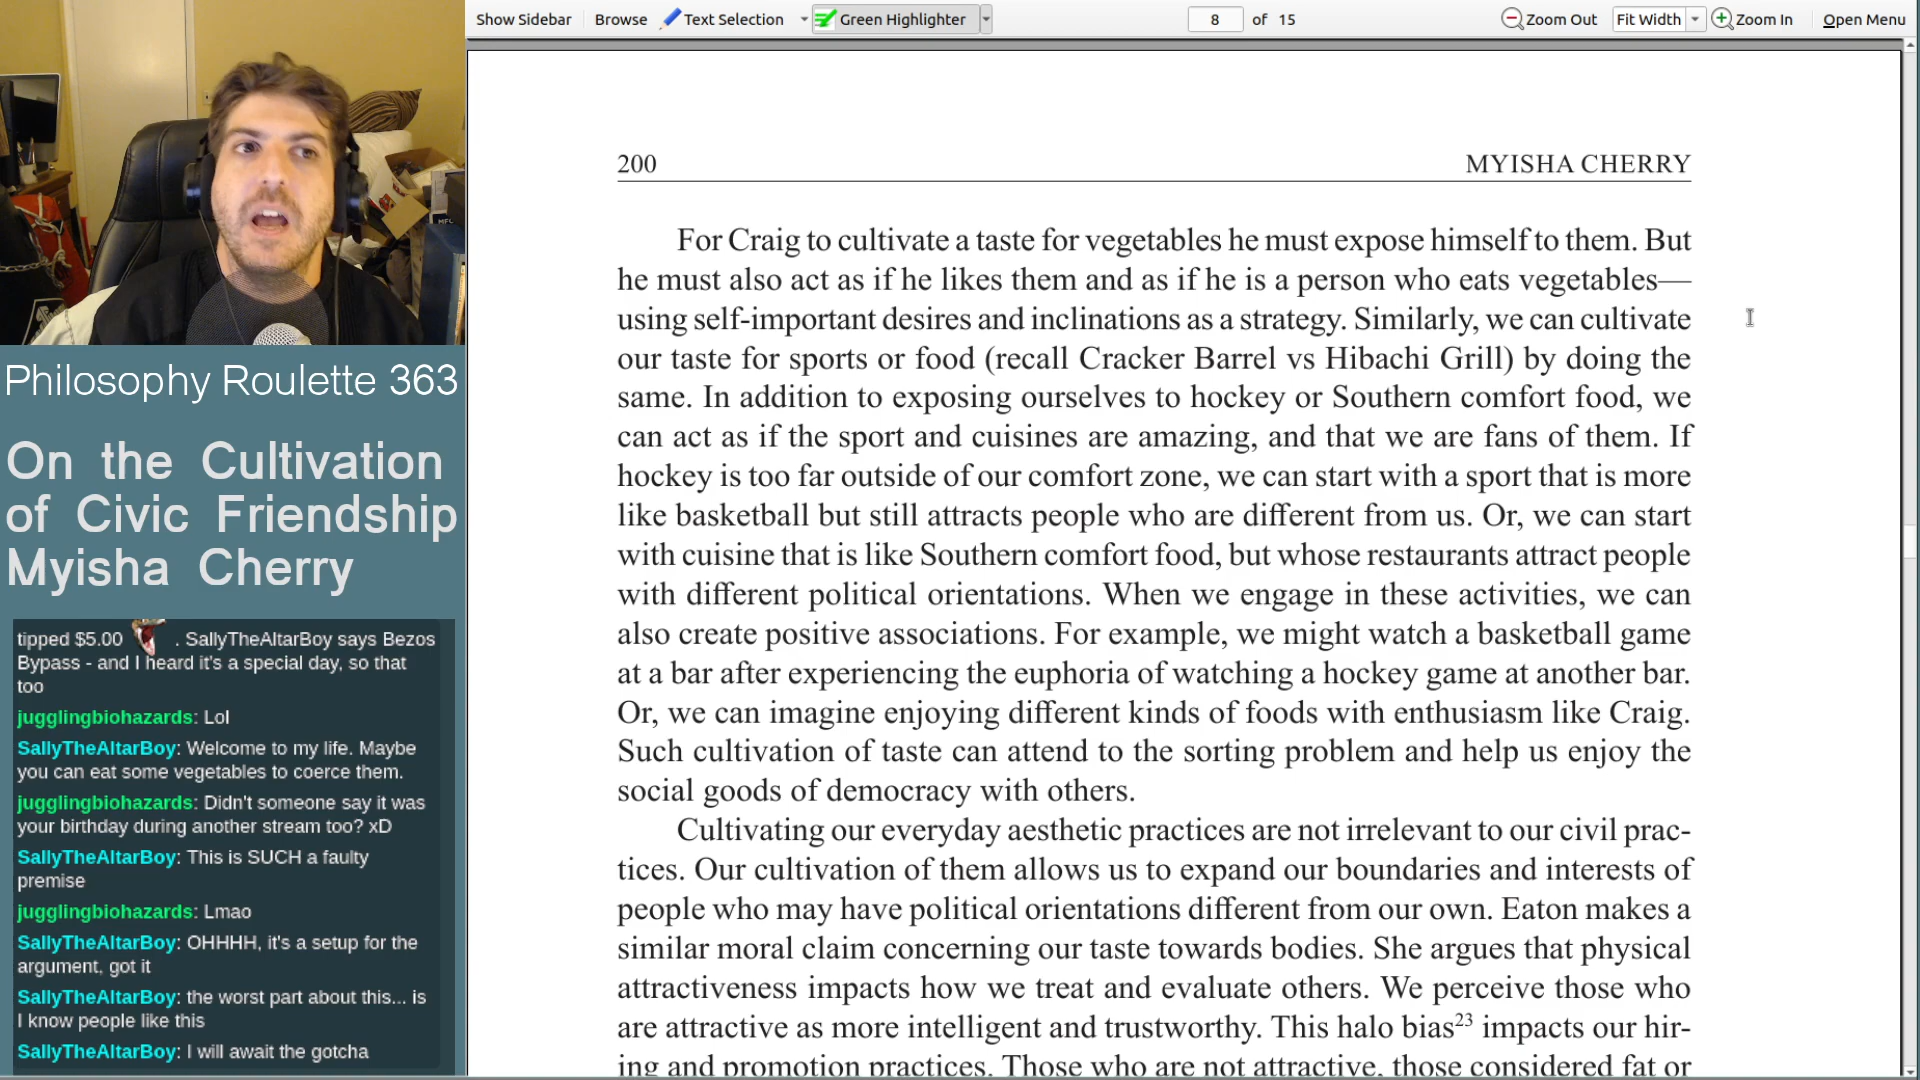 Show Sidebar Browse Text Selection Green Highlighter 8 of 15 Zoom Out Fit Width Zoom In Open Menu
200 MYISHA CHERRY
For Craig to cultivate a taste for vegetables he must expose himself to them. But
he must also act as if he likes them and as if he is a person who eats vegetables—
using self-important desires and inclinations as a strategy. Similarly, we can cultivate
our taste for sports or food (recall Cracker Barrel vs Hibachi Grill) by doing the
same. In addition to exposing ourselves to hockey or Southern comfort food, we
can act as if the sport and cuisines are amazing, and that we are fans of them. If
hockey is too far outside of our comfort zone, we can start with a sport that is more
like basketball but still attracts people who are different from us. Or, we can start
with cuisine that is like Southern comfort food, but whose restaurants attract people
with different political orientations. When we engage in these activities, we can
also create positive associations. For example, we might watch a basketball game
at a bar after experiencing the euphoria of watching a hockey game at another bar.
Or, we can imagine enjoying different kinds of foods with enthusiasm like Craig.
Such cultivation of taste can attend to the sorting problem and help us enjoy the
social goods of democracy with others.
Cultivating our everyday aesthetic practices are not irrelevant to our civil prac-
tices. Our cultivation of them allows us to expand our boundaries and interests of
people who may have political orientations different from our own. Eaton makes a
similar moral claim concerning our taste towards bodies. She argues that physical
attractiveness impacts how we treat and evaluate others. We perceive those who
are attractive as more intelligent and trustworthy. This halo bias23 impacts our hir-
ing and promotion practices. Those who are not attractive, those considered fat or
Philosophy Roulette 363
On the Cultivation
of Civic Friendship
Myisha Cherry
tipped $5.00 . SallyTheAltarBoy says Bezos
Bypass - and I heard it's a special day, so that
too
jugglingbiohazards: Lol
SallyTheAltarBoy: Welcome to my life. Maybe
you can eat some vegetables to coerce them.
jugglingbiohazards: Didn't someone say it was
your birthday during another stream too? xD
SallyTheAltarBoy: This is SUCH a faulty
premise
jugglingbiohazards: Lmao
SallyTheAltarBoy: OHHHH, it's a setup for the
argument, got it
SallyTheAltarBoy: the worst part about this... is
I know people like this
SallyTheAltarBoy: I will await the gotcha